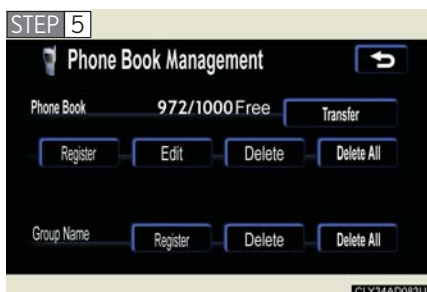 STEP 5
Phone Book Management
Phone Book 972/1000 Free Transfer
Register Edit Delete Delete All
Group Name Register Delete Delete All